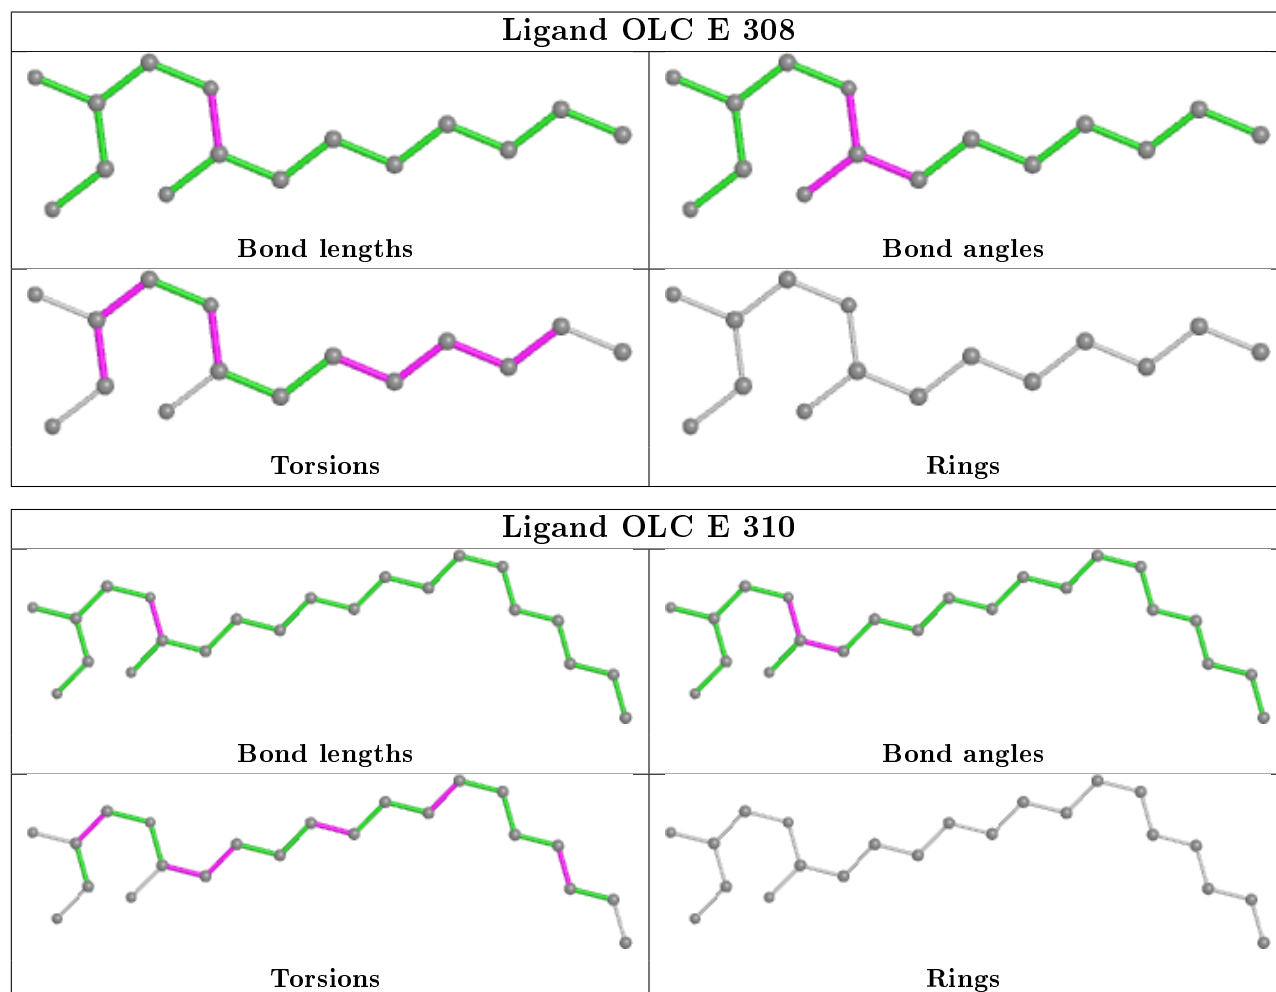 Ligand OLC E 308
Bond lengths
Bond angles
Torsions
Rings
Ligand OLC E 310
Bond lengths
Bond angles
Torsions
Rings